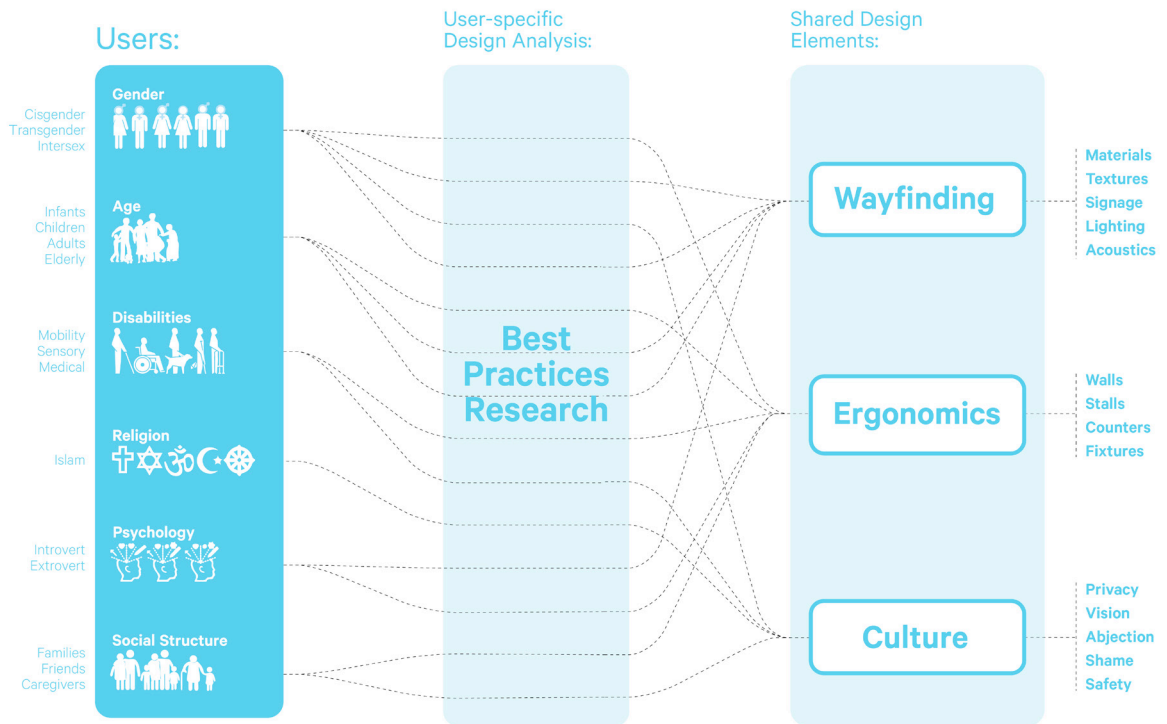 Users:
User-specific
Design Analysis:
Shared Design
Elements:
Gender
Cisgender
Transgender
Intersex
Age
Infants
Children
Adults
Elderly
Disabilities
Mobility
Sensory
Medical
Religion
Islam
Psychology
Introvert
Extrovert
Social Structure
Families
Friends
Caregivers
Best
Practices
Research
Wayfinding
Materials
Textures
Signage
Lighting
Acoustics
Ergonomics
Walls
Stalls
Counters
Fixtures
Culture
Privacy
Vision
Abjection
Shame
Safety